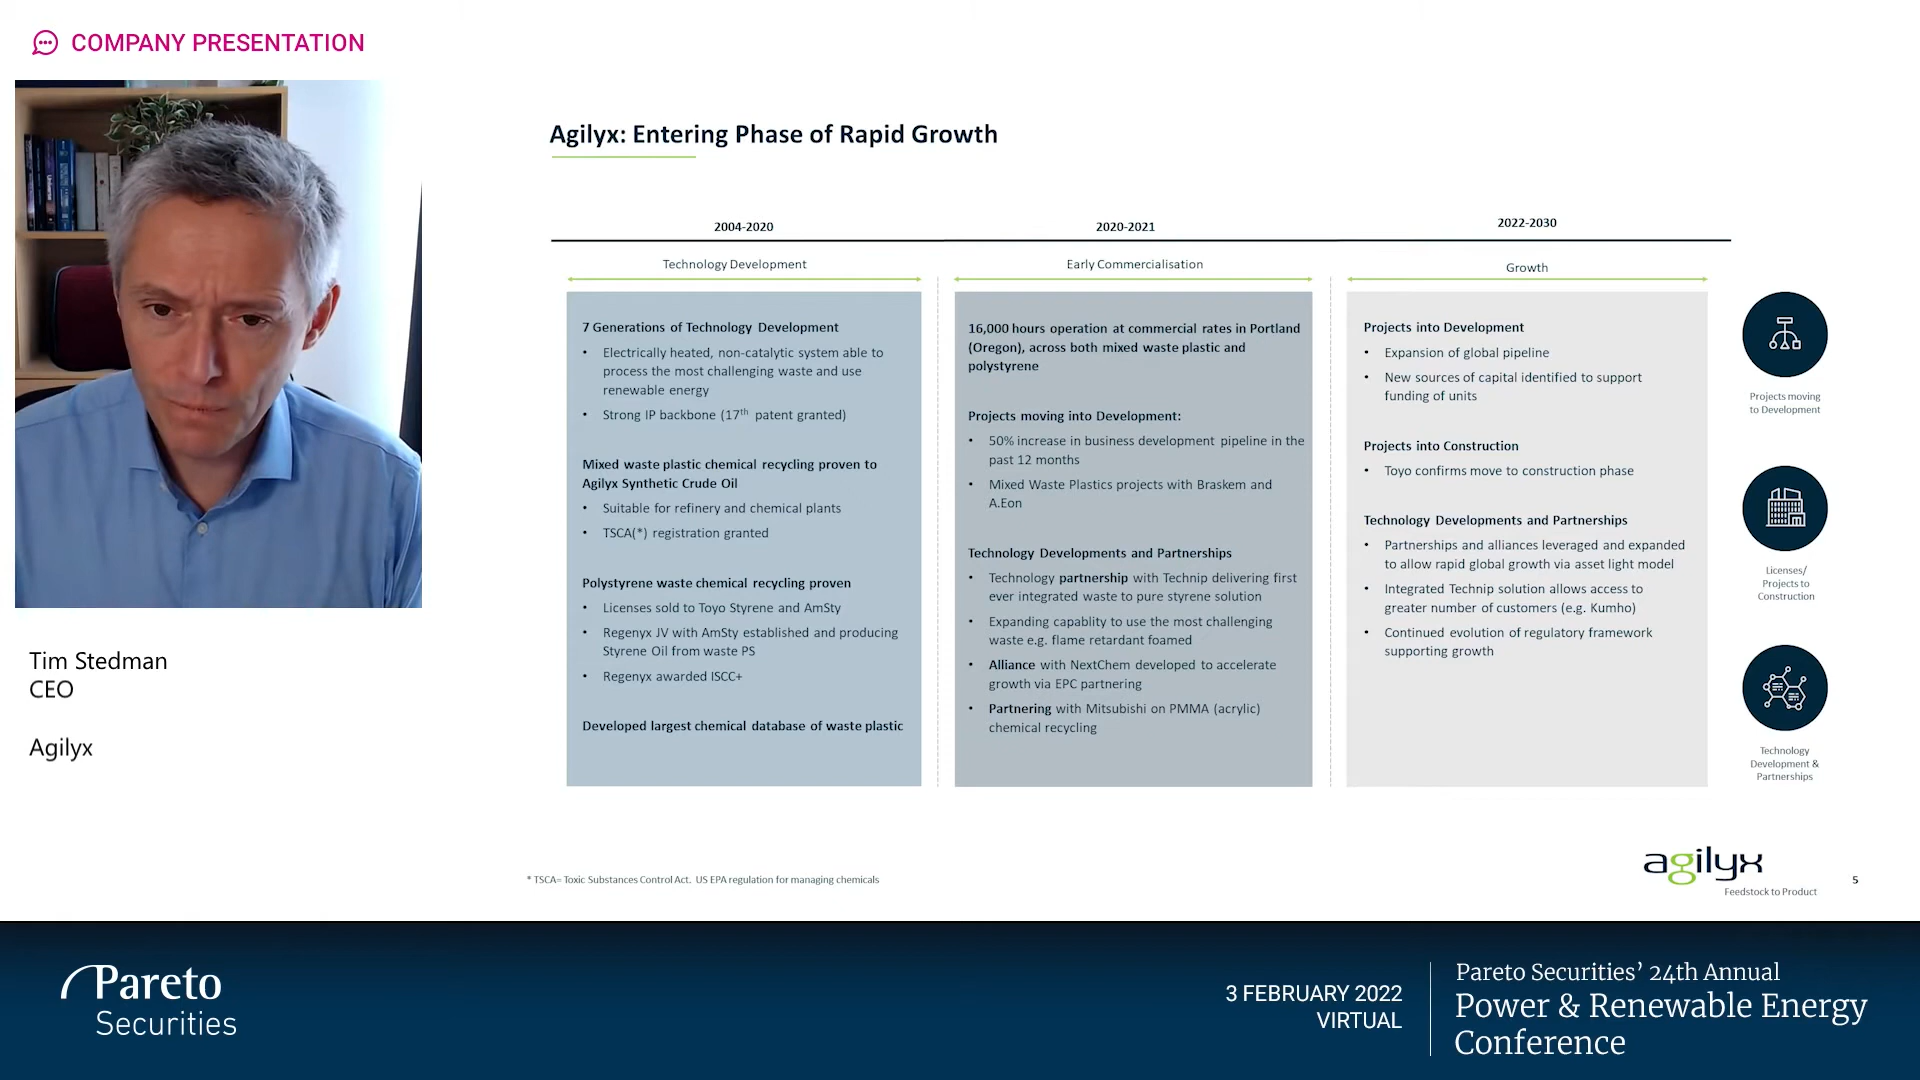 COMPANY PRESENTATION
Tim Stedman
CEO
Agilyx
Agilyx: Entering Phase of Rapid Growth
2004-2020
Technology Development
7 Generations of Technology Development
• Electrically heated, non-catalytic system able to
process the most challenging waste and use
renewable energy
• Strong IP backbone (17th patent granted)
Mixed waste plastic chemical recycling proven to
Agilyx Synthetic Crude Oil
• Suitable for refinery and chemical plants
• TSCA(*) registration granted
Polystyrene waste chemical recycling proven
• Licenses sold to Toyo Styrene and AmSty
• Regenyx JV with AmSty established and producing
Styrene Oil from waste PS
• Regenyx awarded ISCC+
Developed largest chemical database of waste plastic
2020-2021
Early Commercialisation
16,000 hours operation at commercial rates in Portland
(Oregon), across both mixed waste plastic and
polystyrene
Projects moving into Development:
• 50% increase in business development pipeline in the
past 12 months
• Mixed Waste Plastics projects with Braskem and
A.Eon
Technology Developments and Partnerships
• Technology partnership with Technip delivering first
ever integrated waste to pure styrene solution
• Expanding capablity to use the most challenging
waste e.g. flame retardant foamed
• Alliance with NextChem developed to accelerate
growth via EPC partnering
• Partnering with Mitsubishi on PMMA (acrylic)
chemical recycling
2022-2030
Growth
Projects into Development
• Expansion of global pipeline
• New sources of capital identified to support
funding of units
Projects into Construction
• Toyo confirms move to construction phase
Technology Developments and Partnerships
• Partnerships and alliances leveraged and expanded
to allow rapid global growth via asset light model
• Integrated Technip solution allows access to
greater number of customers (e.g. Kumho)
• Continued evolution of regulatory framework
supporting growth
Projects moving
to Development
Licenses/
Projects to
Construction
Technology
Development &
Partnerships
* TSCA= Toxic Substances Control Act. US EPA regulation for managing chemicals
agilyx
Feedstock to Product
5
Pareto
Securities
3 FEBRUARY 2022
VIRTUAL
Pareto Securities' 24th Annual
Power & Renewable Energy
Conference